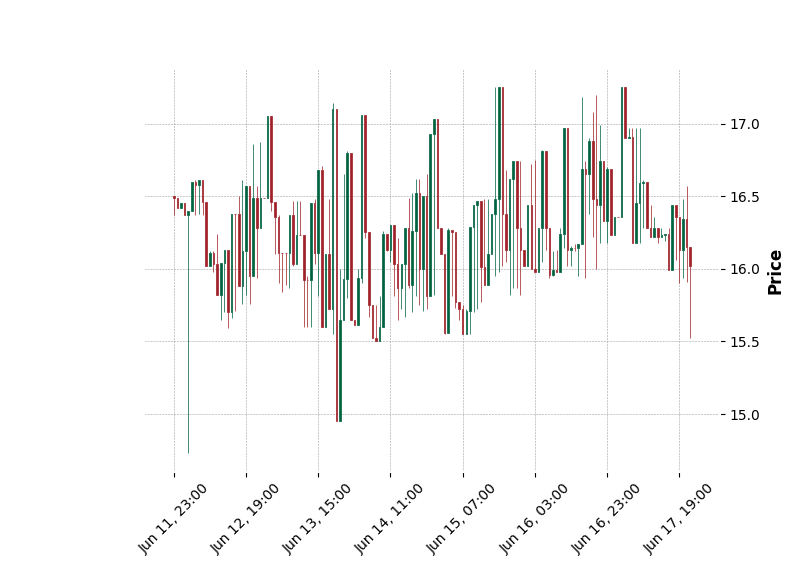 17.0
16.5
16.0
15.5
15.0
Price
Jun 11, 23:00
Jun 12, 19:00
Jun 13, 15:00
Jun 14, 11:00
Jun 15, 07:00
Jun 16, 03:00
Jun 16, 23:00
Jun 17, 19:00